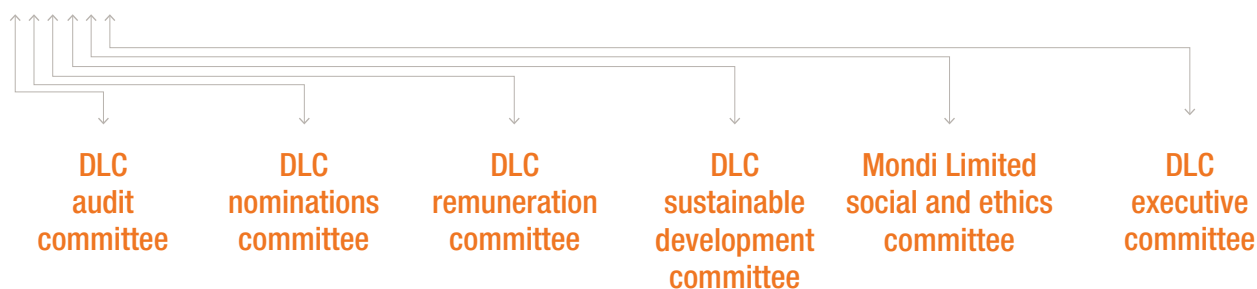 DLC
audit
committee
DLC
nominations
committee
DLC
remuneration
committee
DLC
sustainable
development
committee
Mondi Limited
social and ethics
committee
DLC
executive
committee